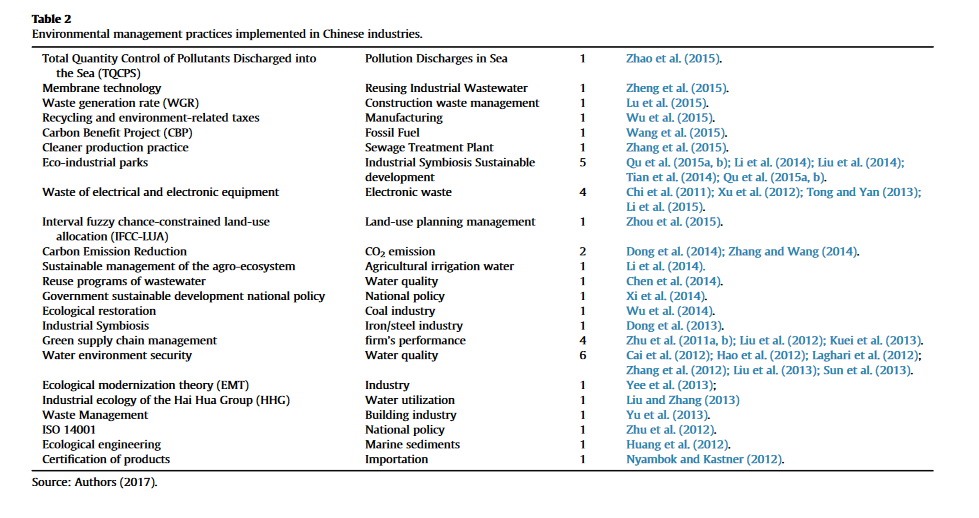 Table 2
Environmental management practices implemented in Chinese industries.
Total Quantity Control of Pollutants Discharged into Pollution Discharges in Sea 1 Zhao et al. (2015).
the Sea (TQCPS)
Membrane technology Reusing Industrial Wastewater 1 Zheng et al. (2015).
Waste generation rate (WGR) Construction waste management 1 Lu et al. (2015).
Recycling and environment-related taxes Manufacturing 1 Wu et al. (2015).
Carbon Benefit Project (CBP) Fossil Fuel 1 Wang et al. (2015).
Cleaner production practice Sewage Treatment Plant 1 Zhang et al. (2015).
Eco-industrial parks Industrial Symbiosis Sustainable 5 Qu et al. (2015a, b); Li et al. (2014); Liu et al. (2014);
development Tian et al. (2014); Qu et al. (2015a, b).
Waste of electrical and electronic equipment Electronic waste 4 Chi et al. (2011); Xu et al. (2012); Tong and Yan (2013);
Li et al. (2015).
Interval fuzzy chance-constrained land-use Land-use planning management 1 Zhou et al. (2015).
allocation (IFCC-LUA)
Carbon Emission Reduction CO₂ emission 2 Dong et al. (2014); Zhang and Wang (2014).
Sustainable management of the agro-ecosystem Agricultural irrigation water 1 Li et al. (2014).
Reuse programs of wastewater Water quality 1 Chen et al. (2014).
Government sustainable development national policy National policy 1 Xi et al. (2014).
Ecological restoration Coal industry 1 Wu et al. (2014).
Industrial Symbiosis Iron/steel industry 1 Dong et al. (2013).
Green supply chain management firm's performance 4 Zhu et al. (2011a, b); Liu et al. (2012); Kuei et al. (2013).
Water environment security Water quality 6 Cai et al. (2012); Hao et al. (2012); Laghari et al. (2012);
Zhang et al. (2012); Liu et al. (2013); Sun et al. (2013).
Ecological modernization theory (EMT) Industry 1 Yee et al. (2013);
Industrial ecology of the Hai Hua Group (HHG) Water utilization 1 Liu and Zhang (2013)
Waste Management Building industry 1 Yu et al. (2013).
ISO 14001 National policy 1 Zhu et al. (2012).
Ecological engineering Marine sediments 1 Huang et al. (2012).
Certification of products Importation 1 Nyambok and Kastner (2012).
Source: Authors (2017).